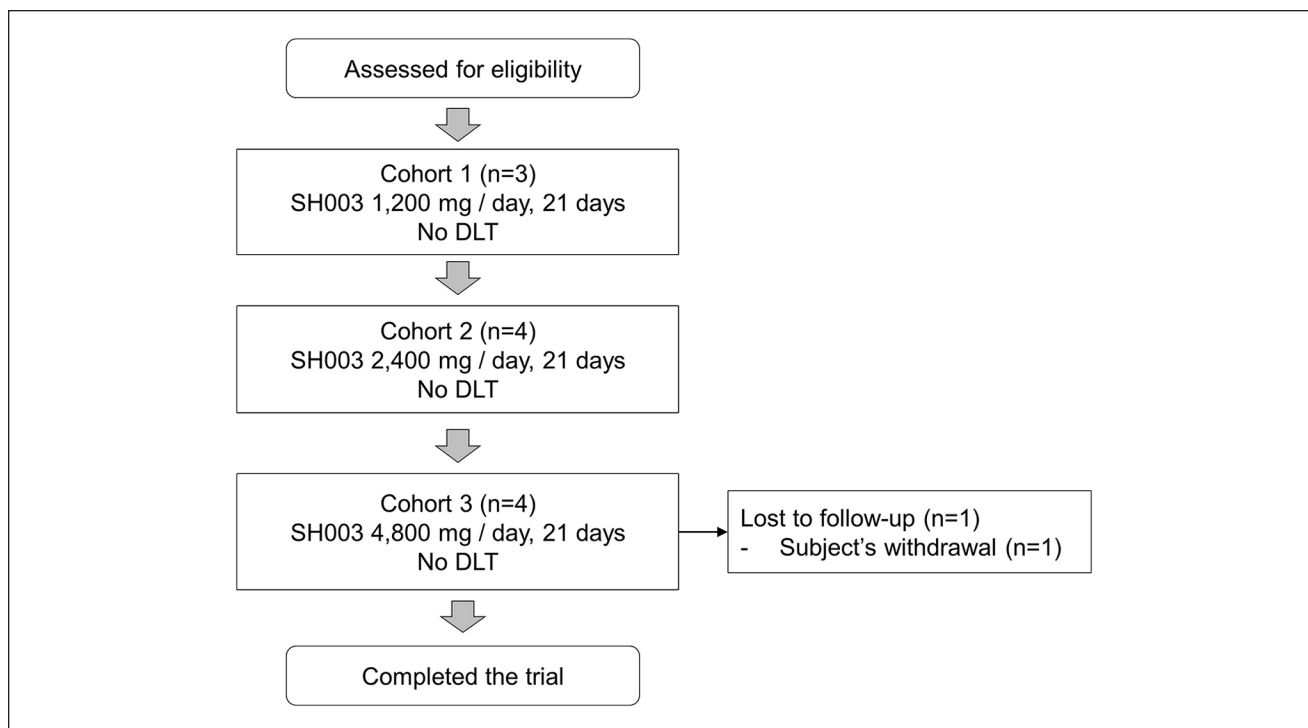 Assessed for eligibility
Cohort 1 (n=3)
SH003 1,200 mg / day, 21 days
No DLT
Cohort 2 (n=4)
SH003 2,400 mg / day, 21 days
No DLT
Cohort 3 (n=4)
SH003 4,800 mg / day, 21 days
No DLT
Lost to follow-up (n=1)
- Subject’s withdrawal (n=1)
Completed the trial